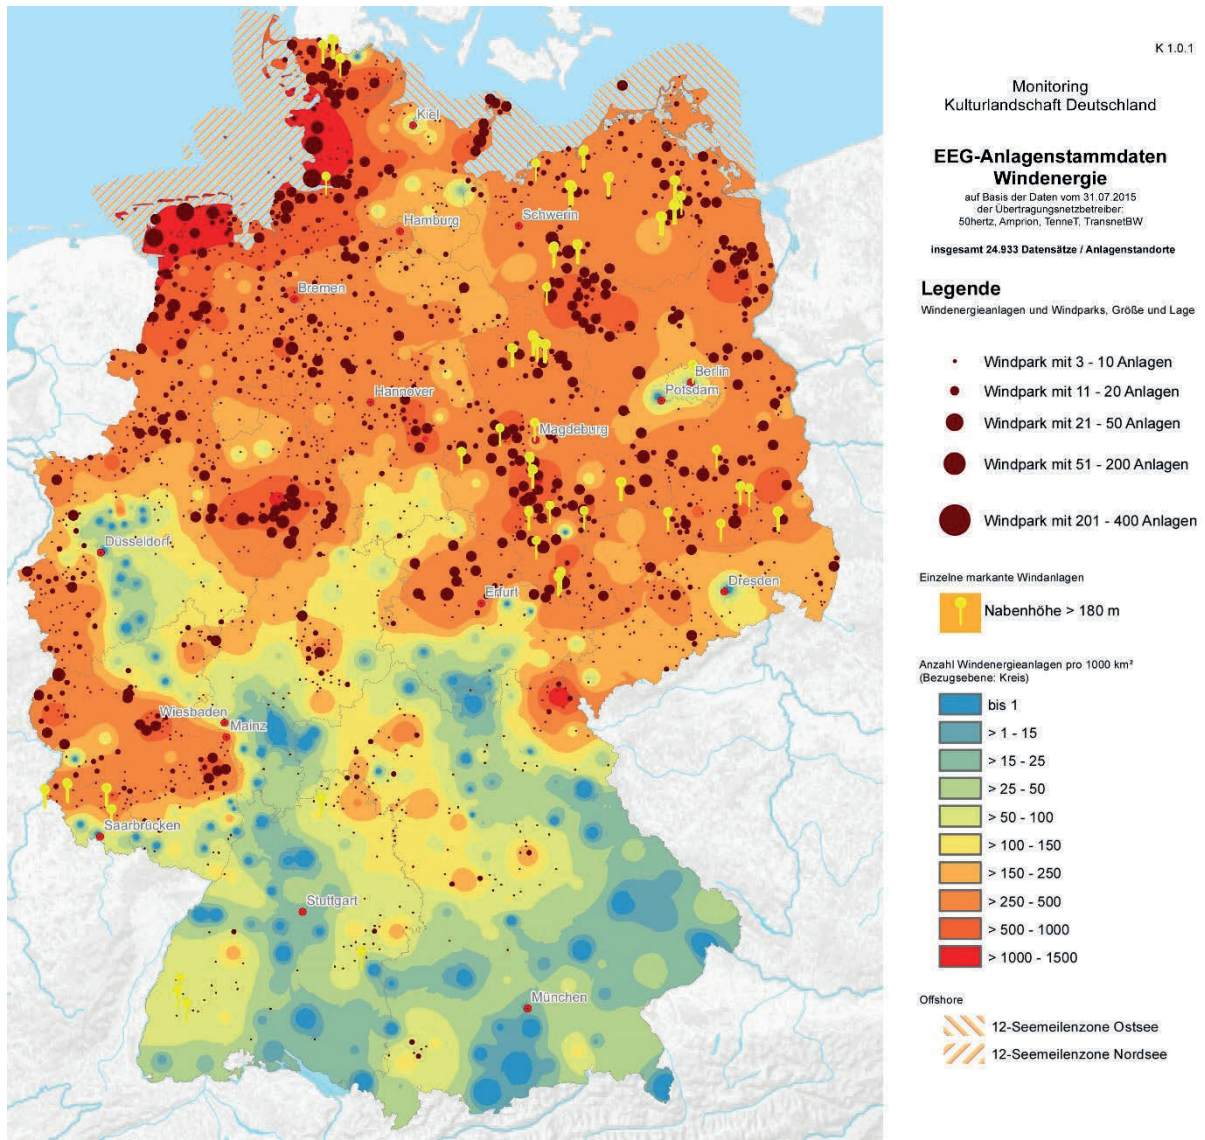 K 1.0.1
Monitoring
Kulturlandschaft Deutschland
EEG-Anlagenstammdaten
Windenergie
auf Basis der Daten vom 31.07.2015
der Übertragungsnetzbetreiber:
50hertz, Amprion, TenneT, TransnetBW
insgesamt 24.933 Datensätze / Anlagenstandorte
Legende
Windenergieanlagen und Windparks, Größe und Lage
Windpark mit 3 - 10 Anlagen
Windpark mit 11 - 20 Anlagen
Windpark mit 21 - 50 Anlagen
Windpark mit 51 - 200 Anlagen
Windpark mit 201 - 400 Anlagen
Einzelne markante Windanlagen
Nabenhöhe > 180 m
Anzahl Windenergieanlagen pro 1000 km²
(Bezugsebene: Kreis)
bis 1
> 1 - 15
> 15 - 25
> 25 - 50
> 50 - 100
> 100 - 150
> 150 - 250
> 250 - 500
> 500 - 1000
> 1000 - 1500
Offshore
12-Seemeilenzone Ostsee
12-Seemeilenzone Nordsee
Kiel
Hamburg
Schwerin
Bremen
Berlin
Potsdam
Hannover
Magdeburg
Düsseldorf
Dresden
Erfurt
Wiesbaden
Mainz
Saarbrücken
Stuttgart
München